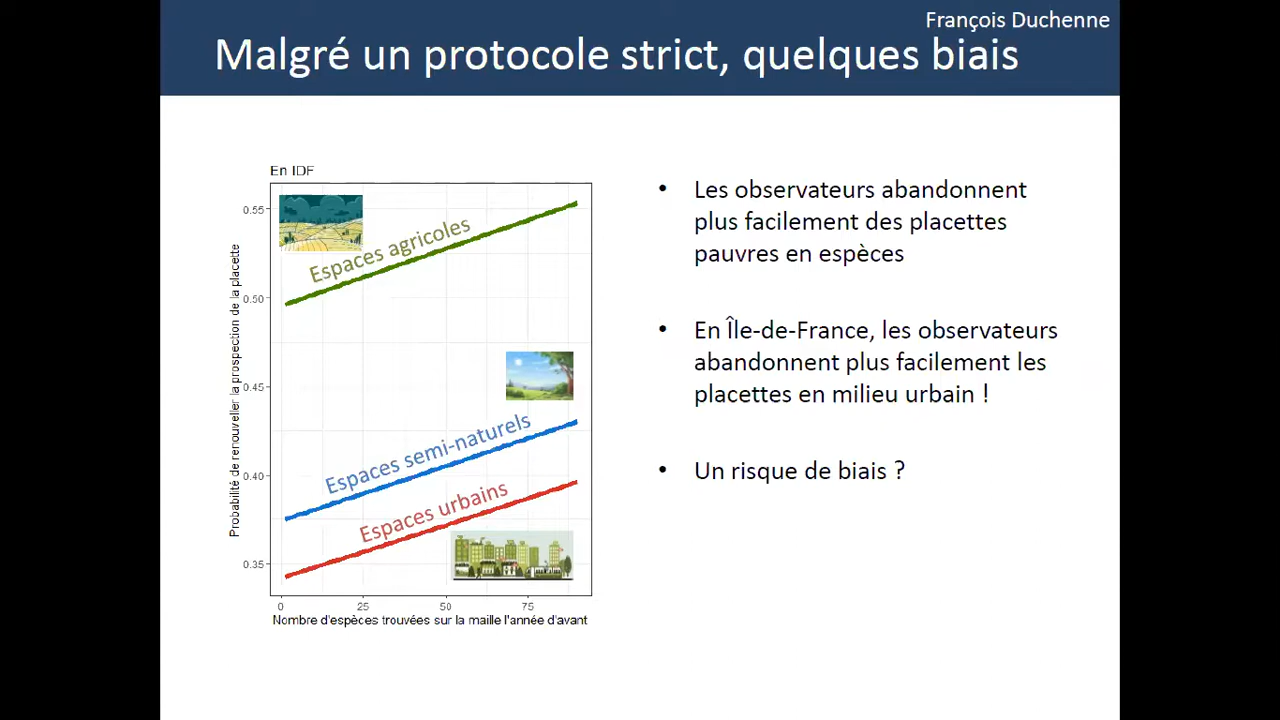 François Duchenne
Malgré un protocole strict, quelques biais
En IDF
0.55
0.50
0.45
0.40
0.35
Probabilité de renouveller la prospection de la placette
Espaces agricoles
Espaces semi-naturels
Espaces urbains
0
25
50
75
Nombre d'espèces trouvées sur la maille l'année d'avant
• Les observateurs abandonnent
plus facilement des placettes
pauvres en espèces
• En Île-de-France, les observateurs
abandonnent plus facilement les
placettes en milieu urbain !
• Un risque de biais ?